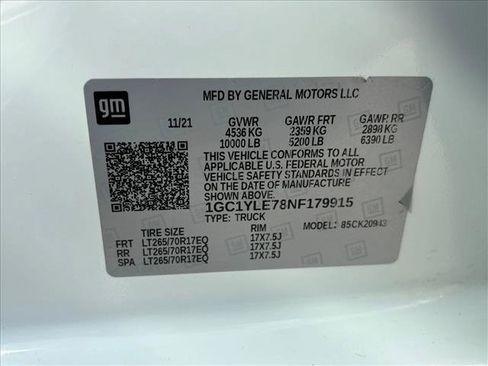 gm
MFD BY GENERAL MOTORS LLC
11/21 GVWR GAWR FRT GAWR RR
4536 KG 2359 KG 2898 KG
10000 LB 5200 LB 6390 LB
THIS VEHICLE CONFORMS TO ALL
APPLICABLE U.S. FEDERAL MOTOR
VEHICLE SAFETY STANDARDS IN
EFFECT ON THE DATE OF
MANUFACTURE SHOWN ABOVE.
1GC1YLE78NF179915
TYPE: TRUCK
MODEL: 85CK20943
TIRE SIZE RIM
FRT LT265/70R17EQ 17X7.5J
RR LT265/70R17EQ 17X7.5J
SPA LT265/70R17EQ 17X7.5J